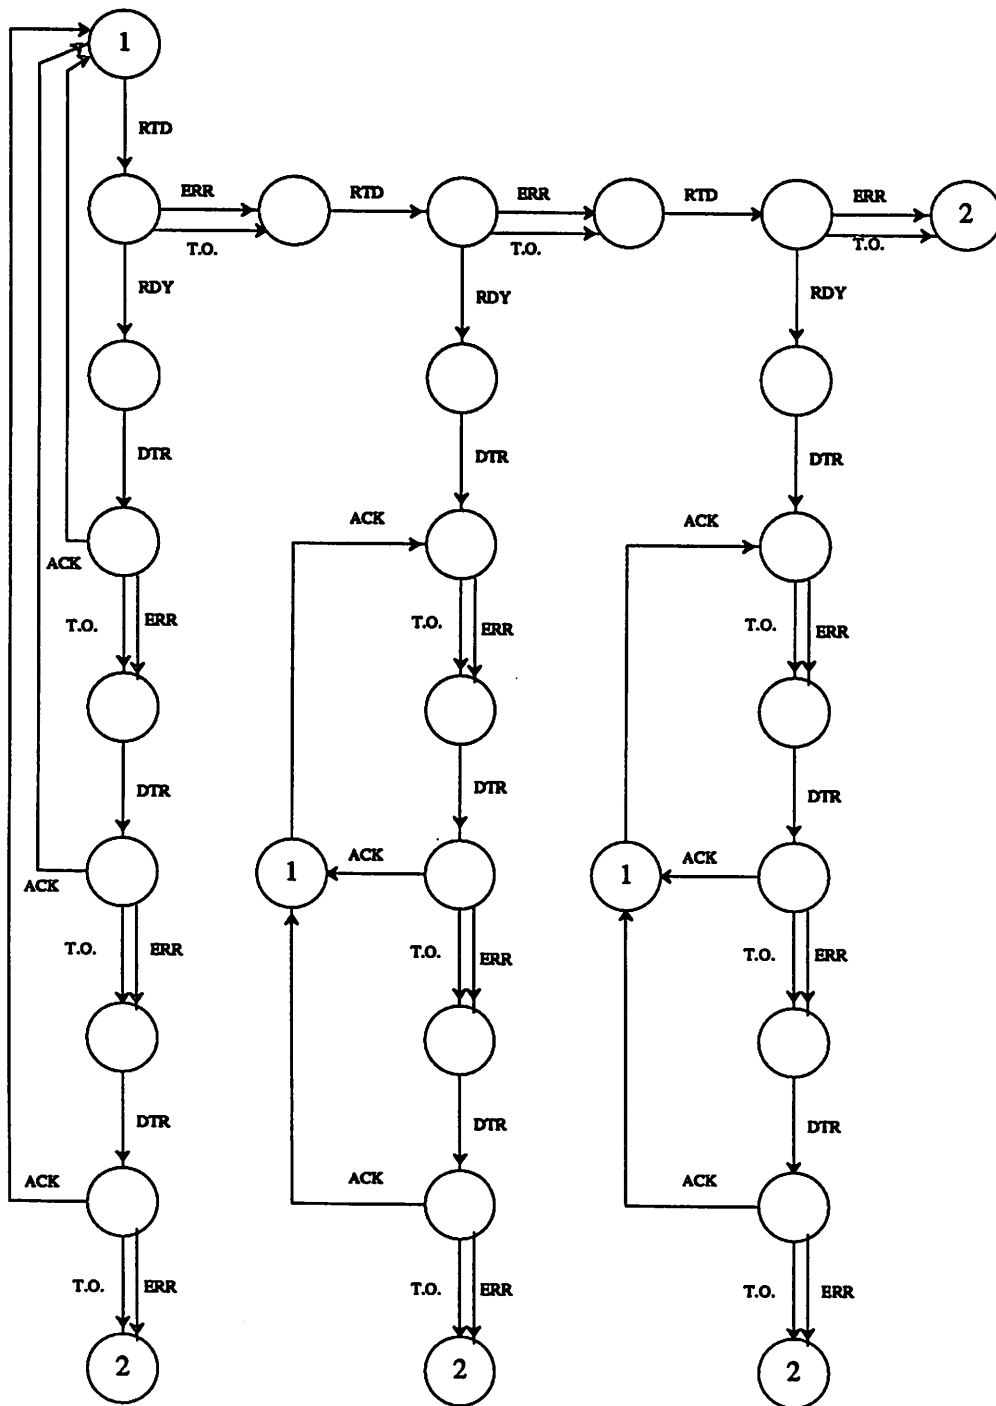 1
RTD
ERR RTD ERR RTD ERR
2
T.O. T.O. T.O.
RDY RDY RDY
DTR DTR DTR
ACK ACK
ACK
T.O. ERR T.O. ERR T.O. ERR
DTR DTR DTR
ACK ACK
1 1
ACK
T.O. ERR T.O. ERR T.O. ERR
DTR DTR DTR
ACK ACK ACK
T.O. ERR T.O. ERR T.O. ERR
2 2 2